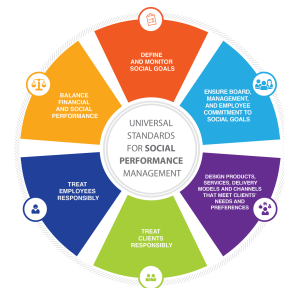 DEFINE
AND MONITOR
SOCIAL GOALS
ENSURE BOARD,
MANAGEMENT,
AND EMPLOYEE
COMMITMENT TO
SOCIAL GOALS
DESIGN PRODUCTS,
SERVICES, DELIVERY
MODELS AND CHANNELS
THAT MEET CLIENTS'
NEEDS AND
PREFERENCES
TREAT
CLIENTS
RESPONSIBLY
TREAT
EMPLOYEES
RESPONSIBLY
BALANCE
FINANCIAL
AND SOCIAL
PERFORMANCE
UNIVERSAL
STANDARDS
FOR SOCIAL
PERFORMANCE
MANAGEMENT